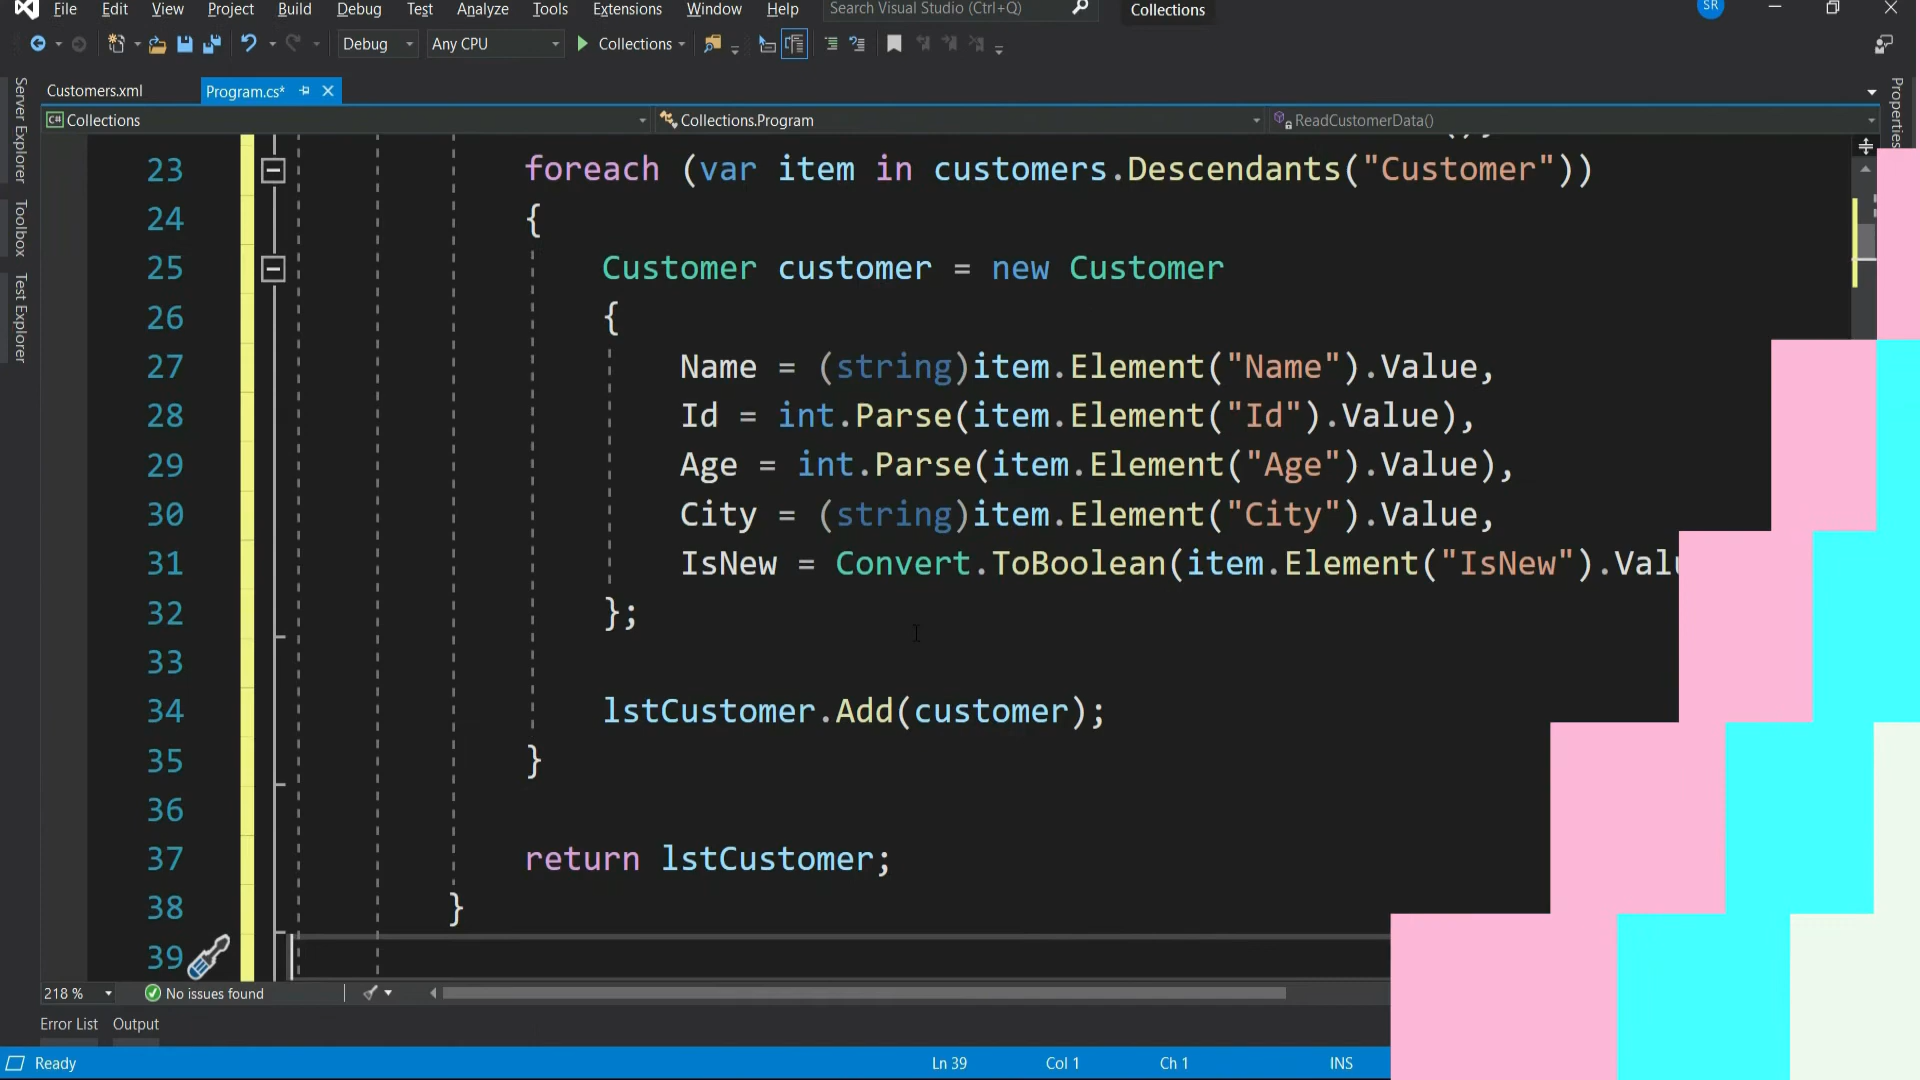 File Edit View Project Build Debug Test Analyze Tools Extensions Window Help Search Visual Studio (Ctrl+Q) Collections SR
Debug Any CPU Collections
Customers.xml Program.cs*
Collections Collections.Program ReadCustomerData()
Server Explorer
Toolbox
Test Explorer
Properties
23 foreach (var item in customers.Descendants("Customer"))
24 {
25 Customer customer = new Customer
26 {
27 Name = (string)item.Element("Name").Value,
28 Id = int.Parse(item.Element("Id").Value),
29 Age = int.Parse(item.Element("Age").Value),
30 City = (string)item.Element("City").Value,
31 IsNew = Convert.ToBoolean(item.Element("IsNew").Valu
32 };
33
34 lstCustomer.Add(customer);
35 }
36
37 return lstCustomer;
38 }
39
218 % No issues found
Error List Output
Ready Ln 39 Col 1 Ch 1 INS